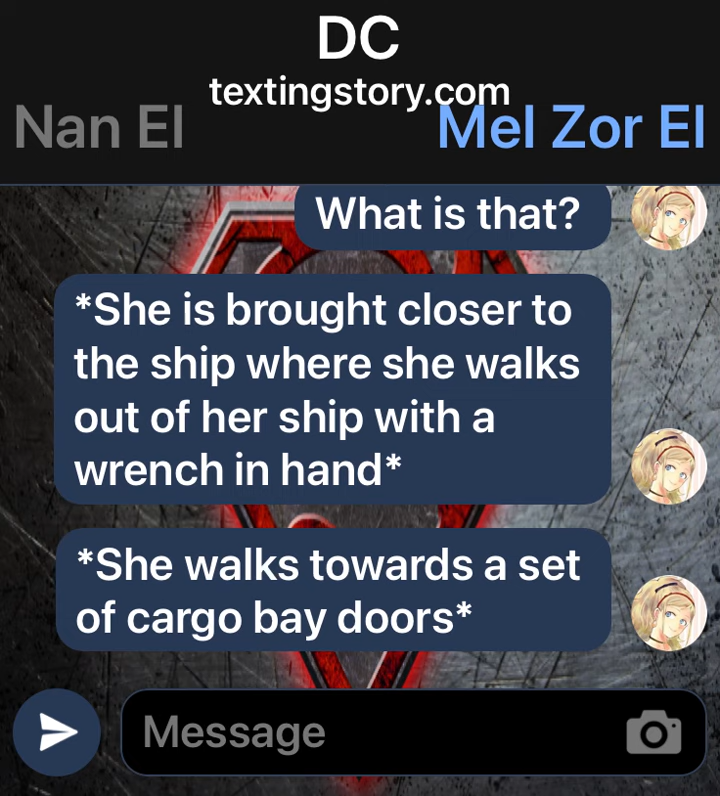 DC
textingstory.com
Nan El
Mel Zor El
What is that?
*She is brought closer to
the ship where she walks
out of her ship with a
wrench in hand*
*She walks towards a set
of cargo bay doors*
Message